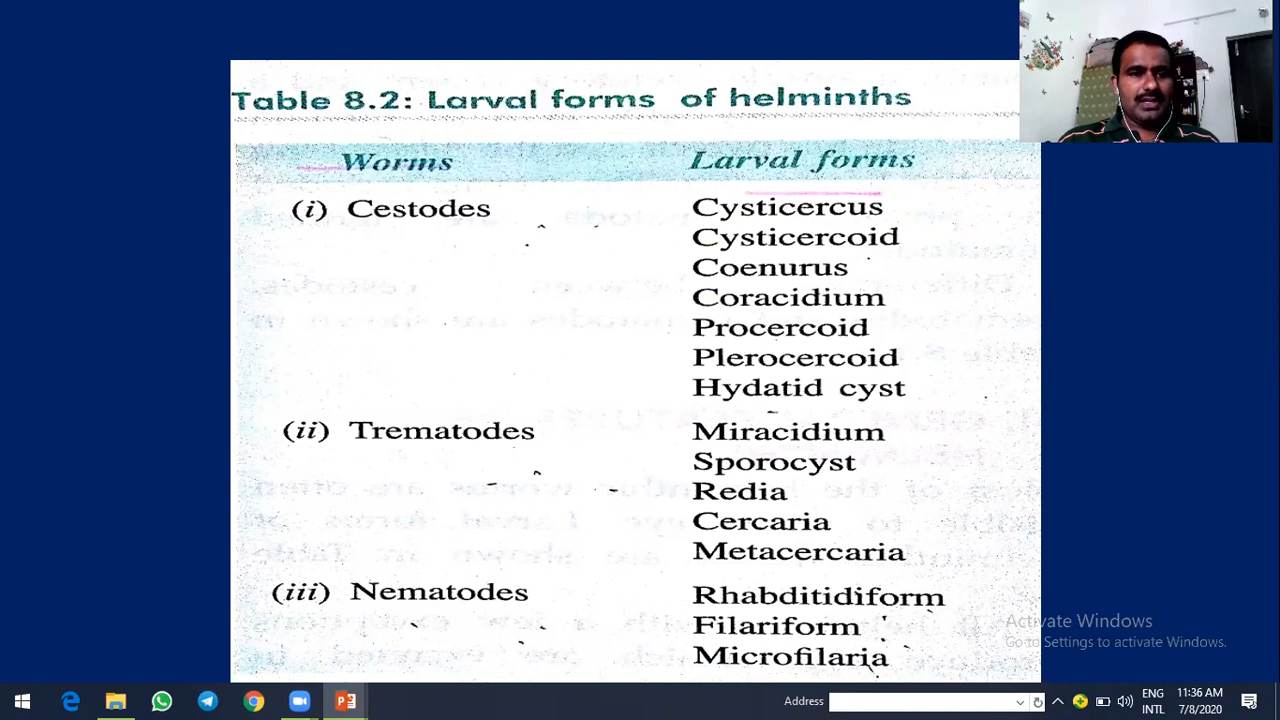 Table 8.2: Larval forms of helminths
Worms Larval forms
(i) Cestodes Cysticercus
Cysticercoid
Coenurus
Coracidium
Procercoid
Plerocercoid
Hydatid cyst
(ii) Trematodes Miracidium
Sporocyst
Redia
Cercaria
Metacercaria
(iii) Nematodes Rhabditidiform
Filariform
Microfilaria
Activate Windows
Go to Settings to activate Windows.
Address
ENG
INTL
11:36 AM
7/8/2020